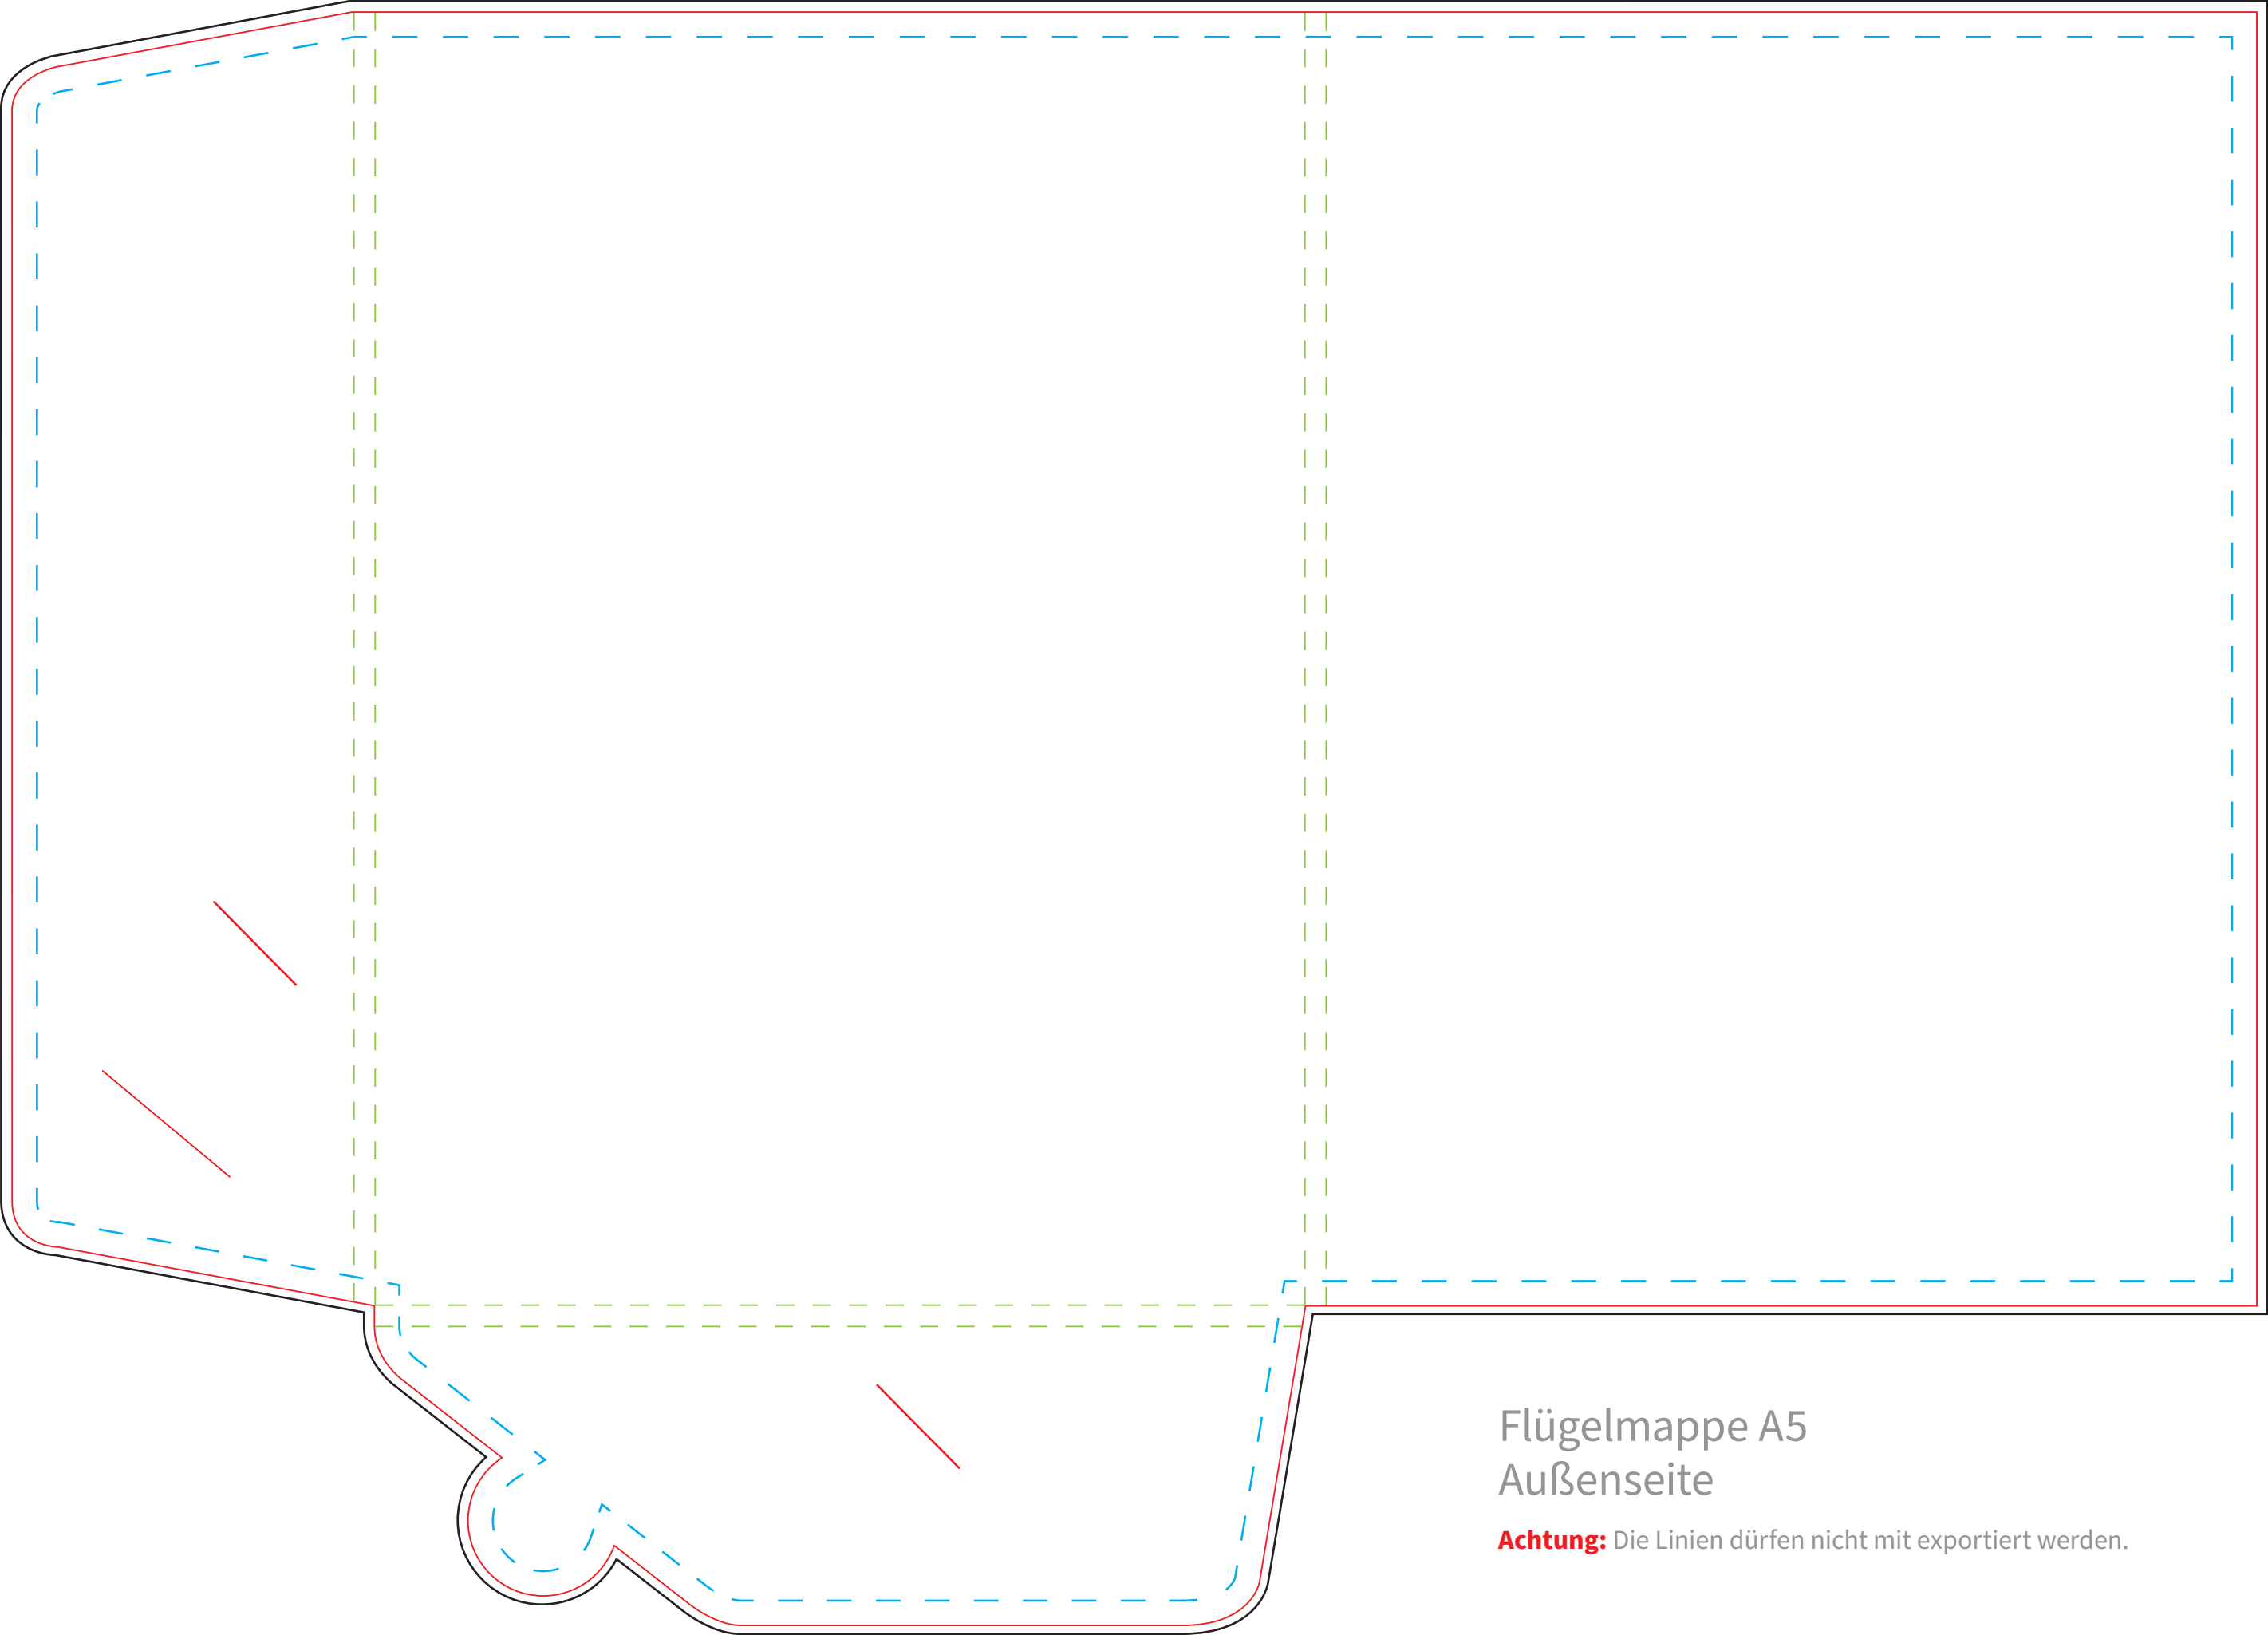 Flügelmappe A5
Außenseite
Achtung: Die Linien dürfen nicht mit exportiert werden.